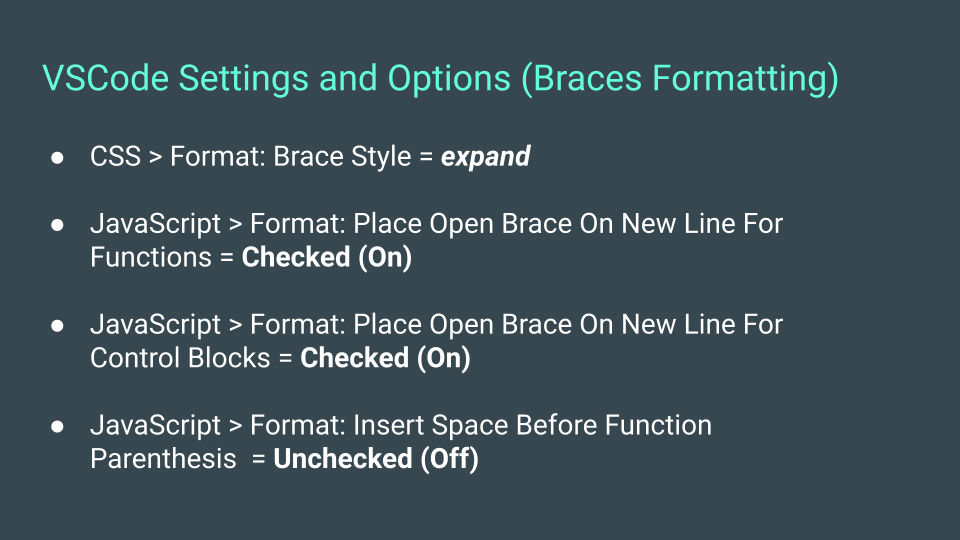 VSCode Settings and Options (Braces Formatting)
● CSS > Format: Brace Style = expand
● JavaScript > Format: Place Open Brace On New Line For
Functions = Checked (On)
● JavaScript > Format: Place Open Brace On New Line For
Control Blocks = Checked (On)
● JavaScript > Format: Insert Space Before Function
Parenthesis  = Unchecked (Off)